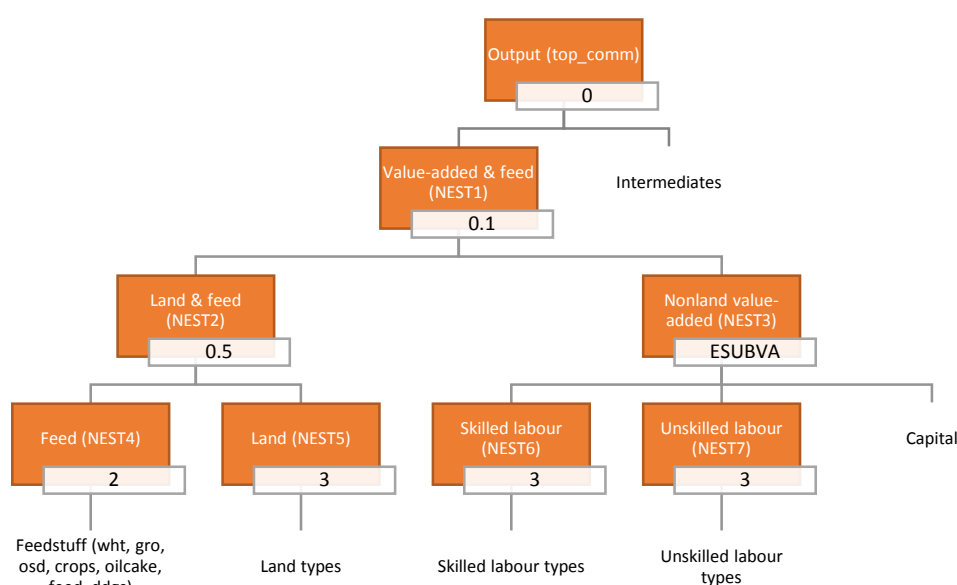 Output (top_comm)
0
Value-added & feed
(NEST1)
0.1
Intermediates
Land & feed
(NEST2)
0.5
Nonland value-
added (NEST3)
ESUBVA
Feed (NEST4)
2
Land (NEST5)
3
Skilled labour
(NEST6)
3
Unskilled labour
(NEST7)
3
Capital
Feedstuff (wht, gro,
osd, crops, oilcake,
Land types
Skilled labour types
Unskilled labour
types